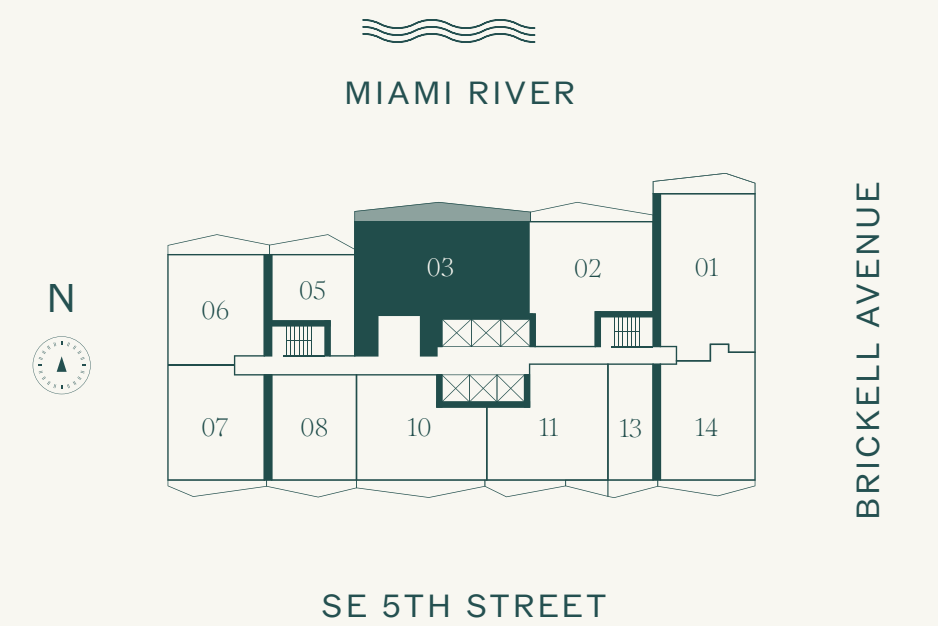 MIAMI RIVER
03
02
01
05
06
N
BRICKELL AVENUE
07
08
10
11
13
14
SE 5TH STREET